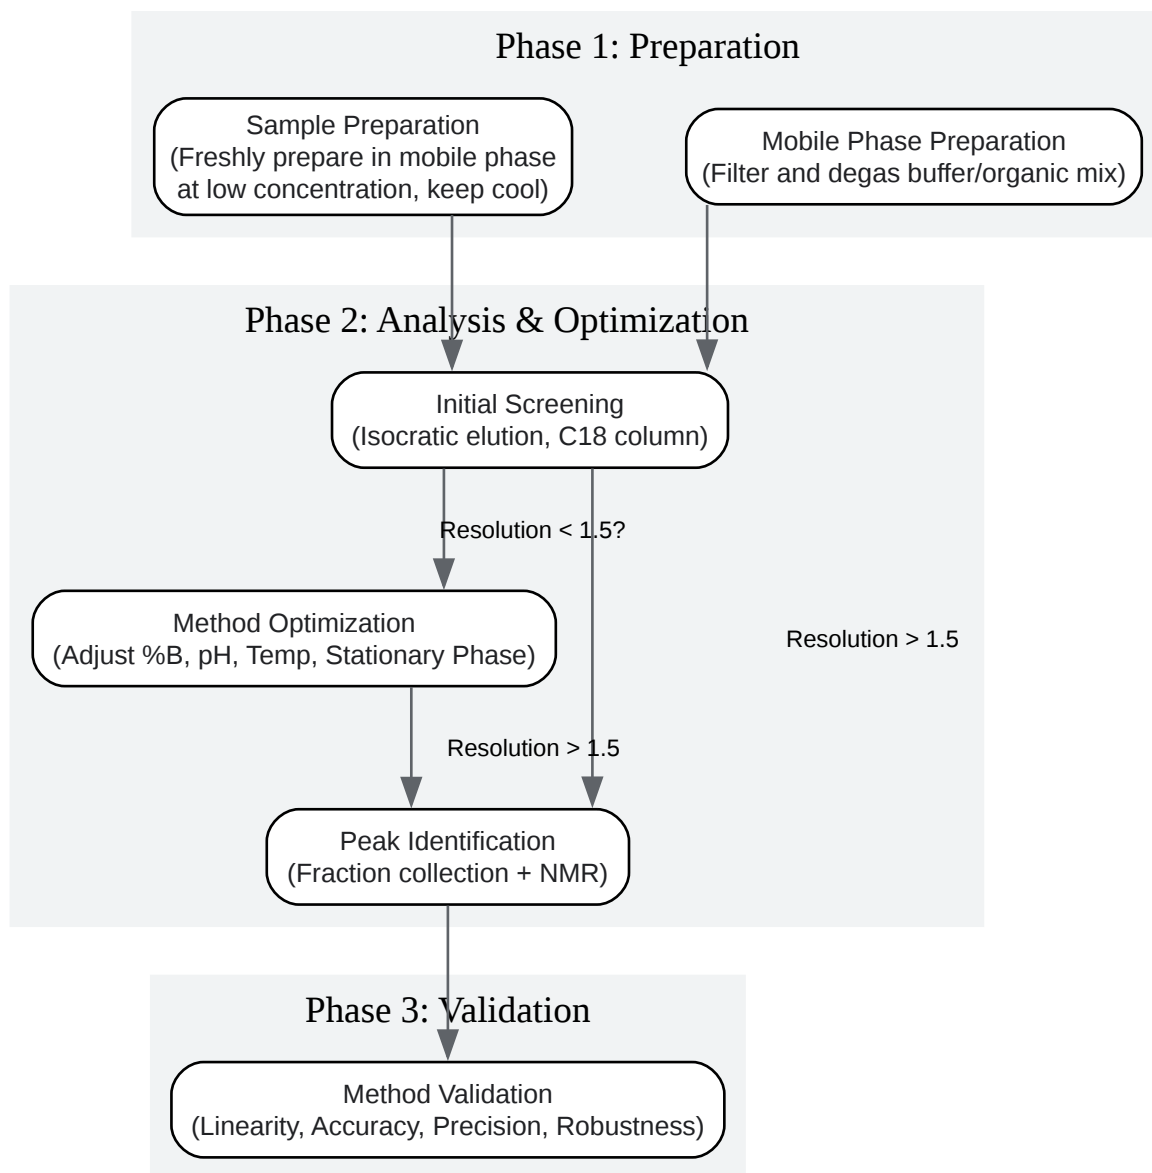 Phase 1: Preparation
Sample Preparation
(Freshly prepare in mobile phase
at low concentration, keep cool)
Mobile Phase Preparation
(Filter and degas buffer/organic mix)
Phase 2: Analysis & Optimization
Initial Screening
(Isocratic elution, C18 column)
Resolution < 1.5?
Method Optimization
(Adjust %B, pH, Temp, Stationary Phase)
Resolution > 1.5
Resolution > 1.5
Peak Identification
(Fraction collection + NMR)
Phase 3: Validation
Method Validation
(Linearity, Accuracy, Precision, Robustness)